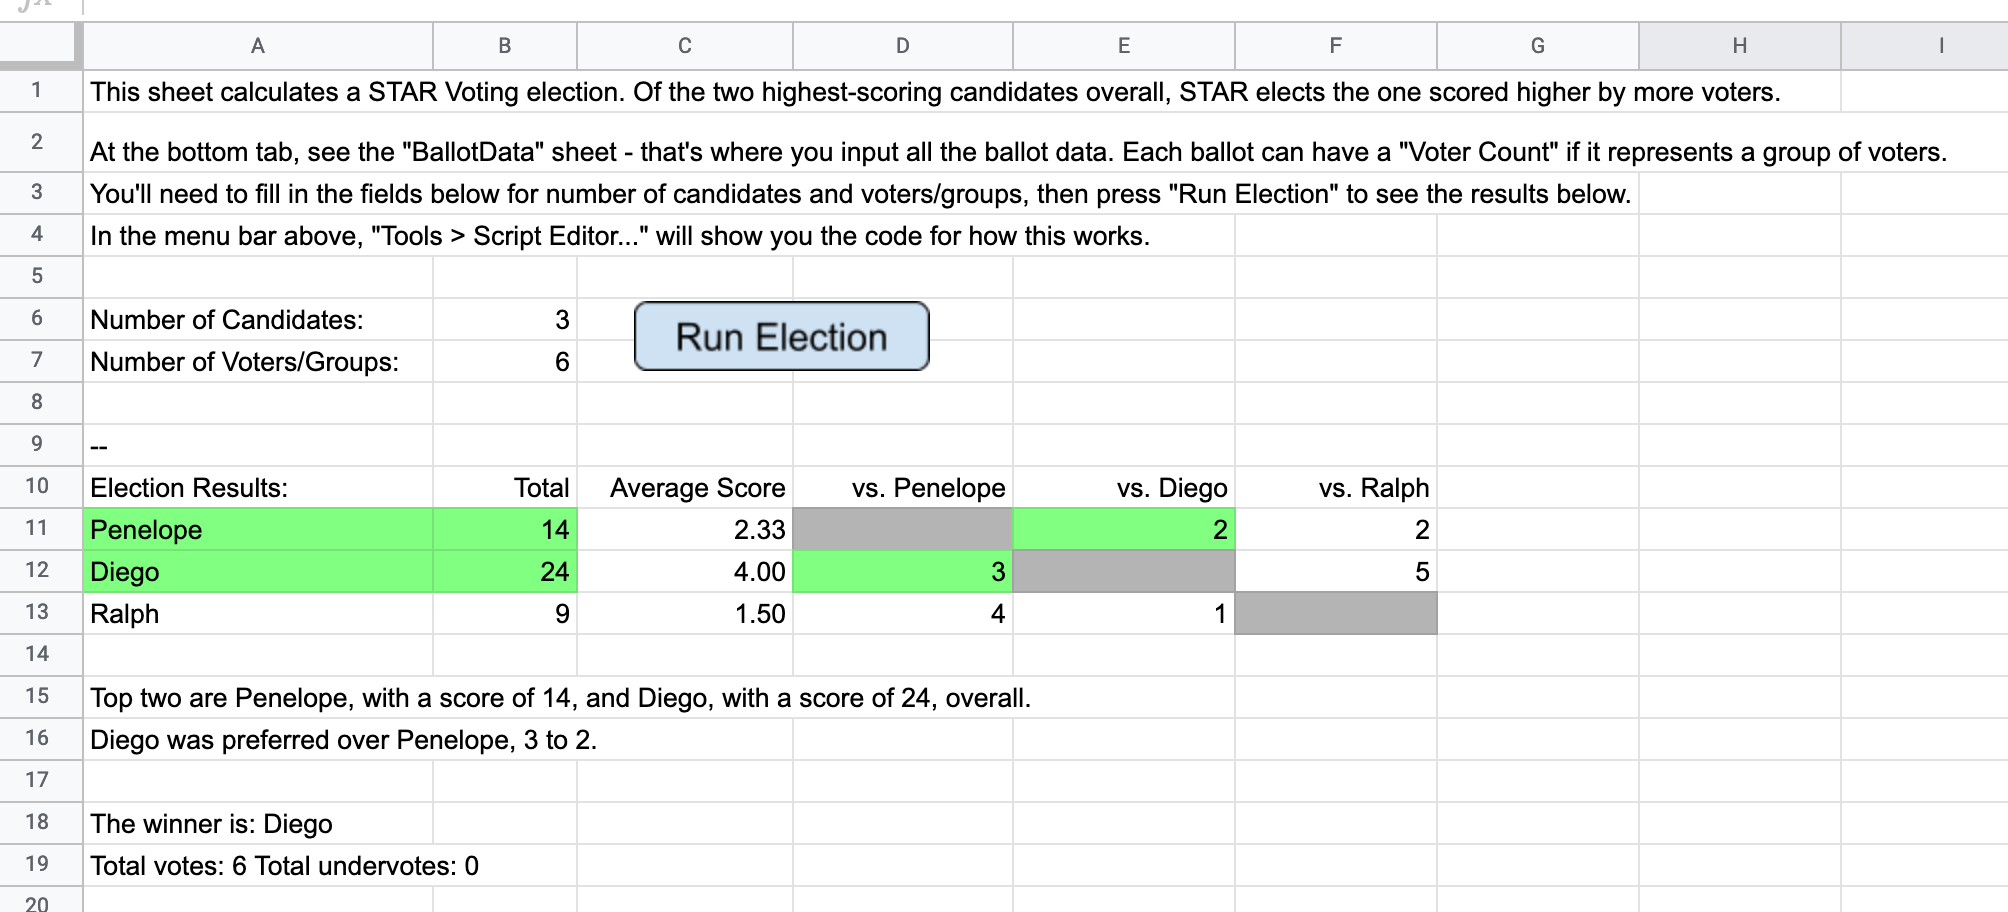 A B C D E F G H I
1 This sheet calculates a STAR Voting election. Of the two highest-scoring candidates overall, STAR elects the one scored higher by more voters.
2 At the bottom tab, see the "BallotData" sheet - that's where you input all the ballot data. Each ballot can have a "Voter Count" if it represents a group of voters.
3 You'll need to fill in the fields below for number of candidates and voters/groups, then press "Run Election" to see the results below.
4 In the menu bar above, "Tools > Script Editor..." will show you the code for how this works.
5
6 Number of Candidates: 3
Run Election
7 Number of Voters/Groups: 6
8
9 --
10 Election Results: Total Average Score vs. Penelope vs. Diego vs. Ralph
11 Penelope 14 2.33 2 2
12 Diego 24 4.00 3 5
13 Ralph 9 1.50 4 1
14
15 Top two are Penelope, with a score of 14, and Diego, with a score of 24, overall.
16 Diego was preferred over Penelope, 3 to 2.
17
18 The winner is: Diego
19 Total votes: 6 Total undervotes: 0
20